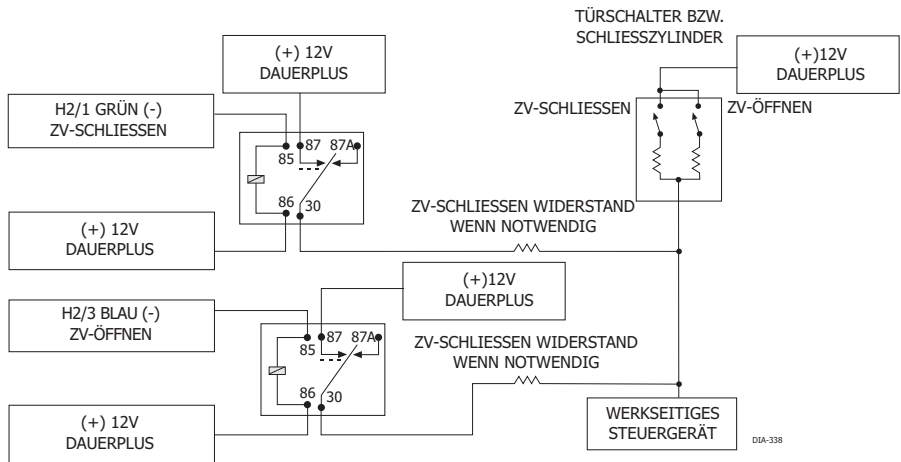 TÜRSCHALTER BZW.
SCHLIESSZYLINDER
(+) 12V
DAUERPLUS
(+)12V
DAUERPLUS
H2/1 GRÜN (-)
ZV-SCHLIESSEN
ZV-SCHLIESSEN
ZV-ÖFFNEN
87
87A
85
86
30
ZV-SCHLIESSEN WIDERSTAND
WENN NOTWENDIG
(+) 12V
DAUERPLUS
(+)12V
DAUERPLUS
H2/3 BLAU (-)
ZV-ÖFFNEN
87
87A
85
86
30
ZV-SCHLIESSEN WIDERSTAND
WENN NOTWENDIG
(+) 12V
DAUERPLUS
WERKSEITIGES
STEUERGERÄT
DIA-338